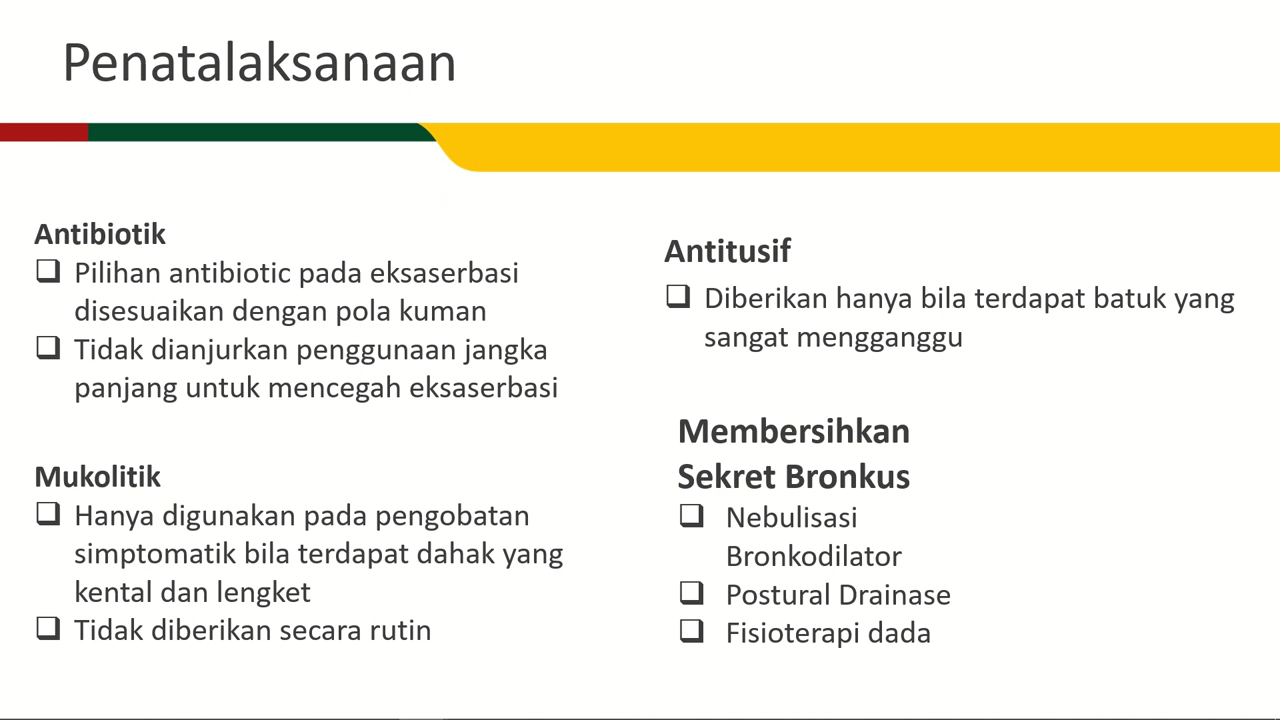 Penatalaksanaan
Antibiotik
❑ Pilihan antibiotic pada eksaserbasi
disesuaikan dengan pola kuman
❑ Tidak dianjurkan penggunaan jangka
panjang untuk mencegah eksaserbasi
Mukolitik
❑ Hanya digunakan pada pengobatan
simptomatik bila terdapat dahak yang
kental dan lengket
❑ Tidak diberikan secara rutin
Antitusif
❑ Diberikan hanya bila terdapat batuk yang
sangat mengganggu
Membersihkan
Sekret Bronkus
❑ Nebulisasi
Bronkodilator
❑ Postural Drainase
❑ Fisioterapi dada